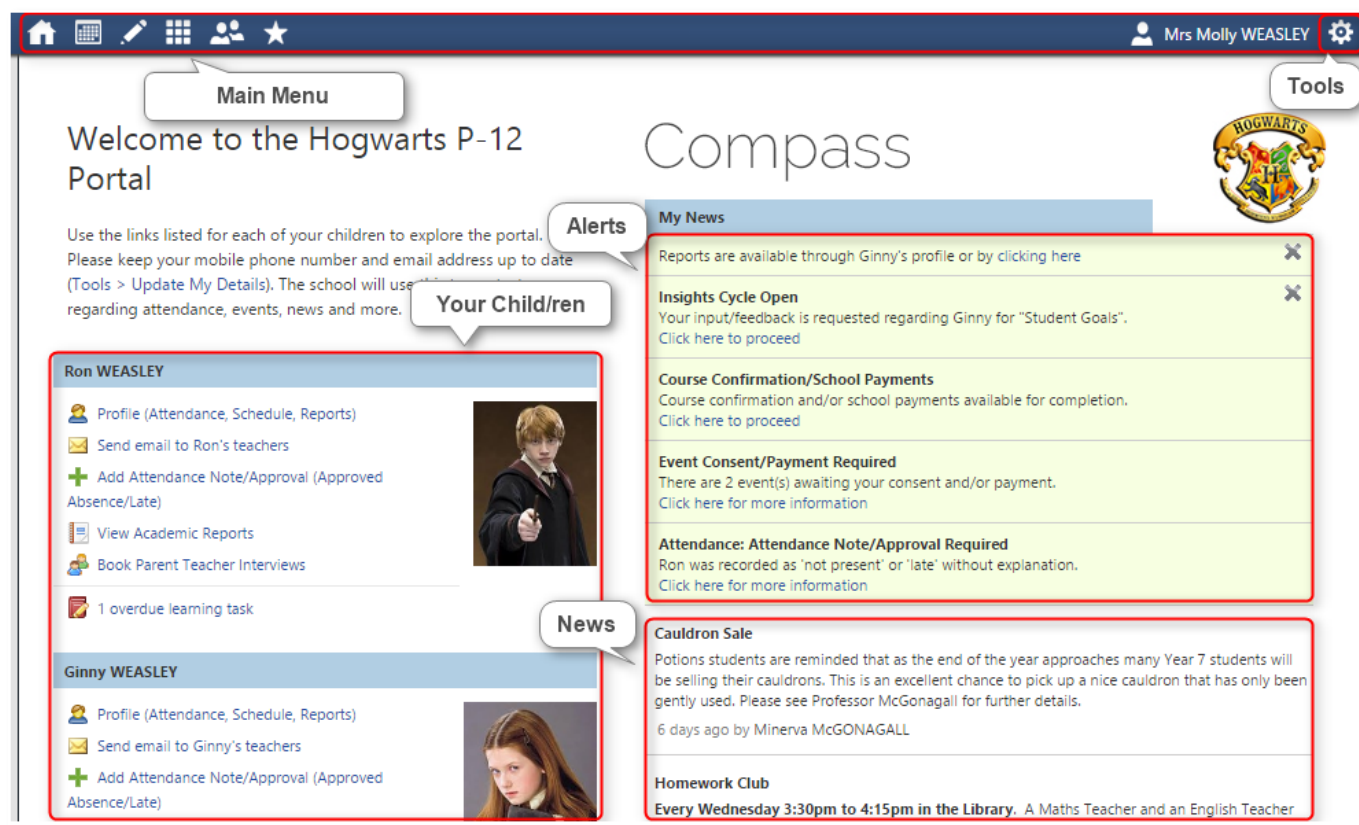 Mrs Molly WEASLEY
Main Menu
Tools
Welcome to the Hogwarts P-12
Portal
Use the links listed for each of your children to explore the portal.
Please keep your mobile phone number and email address up to date
(Tools > Update My Details). The school will use
regarding attendance, events, news and more.
Your Child/ren
Ron WEASLEY
Profile (Attendance, Schedule, Reports)
Send email to Ron's teachers
Add Attendance Note/Approval (Approved
Absence/Late)
View Academic Reports
Book Parent Teacher Interviews
1 overdue learning task
Ginny WEASLEY
Profile (Attendance, Schedule, Reports)
Send email to Ginny's teachers
Add Attendance Note/Approval (Approved
Absence/Late)
Compass
HOGWARTS
H
Alerts
My News
Reports are available through Ginny's profile or by clicking here
Insights Cycle Open
Your input/feedback is requested regarding Ginny for "Student Goals".
Click here to proceed
Course Confirmation/School Payments
Course confirmation and/or school payments available for completion.
Click here to proceed
Event Consent/Payment Required
There are 2 event(s) awaiting your consent and/or payment.
Click here for more information
Attendance: Attendance Note/Approval Required
Ron was recorded as 'not present' or 'late' without explanation.
Click here for more information
News
Cauldron Sale
Potions students are reminded that as the end of the year approaches many Year 7 students will
be selling their cauldrons. This is an excellent chance to pick up a nice cauldron that has only been
gently used. Please see Professor McGonagall for further details.
6 days ago by Minerva McGONAGALL
Homework Club
Every Wednesday 3:30pm to 4:15pm in the Library. A Maths Teacher and an English Teacher